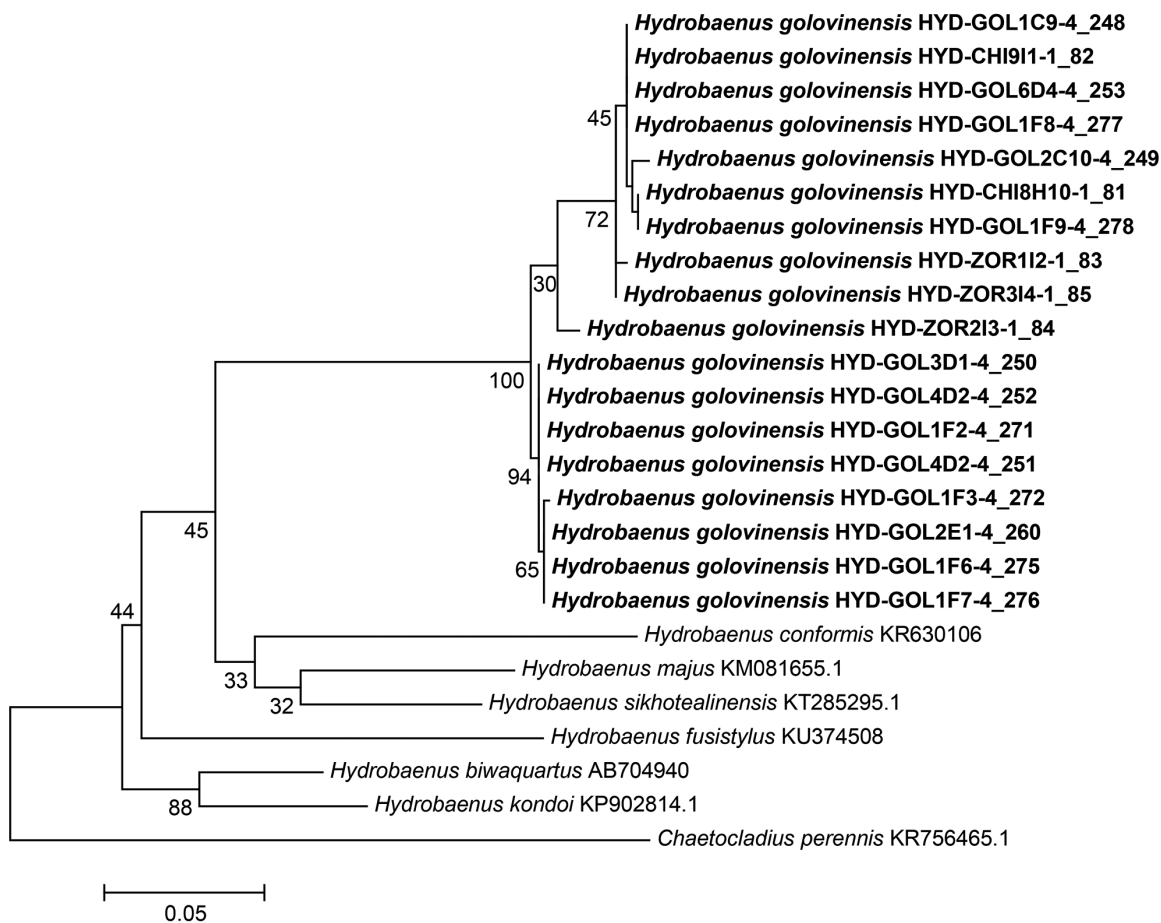 Hydrobaenus golovinensis HYD-GOL1C9-4_248
Hydrobaenus golovinensis HYD-CHI9I1-1_82
Hydrobaenus golovinensis HYD-GOL6D4-4_253
45
Hydrobaenus golovinensis HYD-GOL1F8-4_277
Hydrobaenus golovinensis HYD-GOL2C10-4_249
Hydrobaenus golovinensis HYD-CHI8H10-1_81
72
Hydrobaenus golovinensis HYD-GOL1F9-4_278
Hydrobaenus golovinensis HYD-ZOR1I2-1_83
30
Hydrobaenus golovinensis HYD-ZOR3I4-1_85
Hydrobaenus golovinensis HYD-ZOR2I3-1_84
Hydrobaenus golovinensis HYD-GOL3D1-4_250
100
Hydrobaenus golovinensis HYD-GOL4D2-4_252
Hydrobaenus golovinensis HYD-GOL1F2-4_271
Hydrobaenus golovinensis HYD-GOL4D2-4_251
94
Hydrobaenus golovinensis HYD-GOL1F3-4_272
45
Hydrobaenus golovinensis HYD-GOL2E1-4_260
65
Hydrobaenus golovinensis HYD-GOL1F6-4_275
Hydrobaenus golovinensis HYD-GOL1F7-4_276
44
Hydrobaenus conformis KR630106
33
Hydrobaenus majus KM081655.1
32
Hydrobaenus sikhotealinensis KT285295.1
Hydrobaenus fusistylus KU374508
Hydrobaenus biwaquartus AB704940
88
Hydrobaenus kondoi KP902814.1
Chaetocladius perennis KR756465.1
0.05